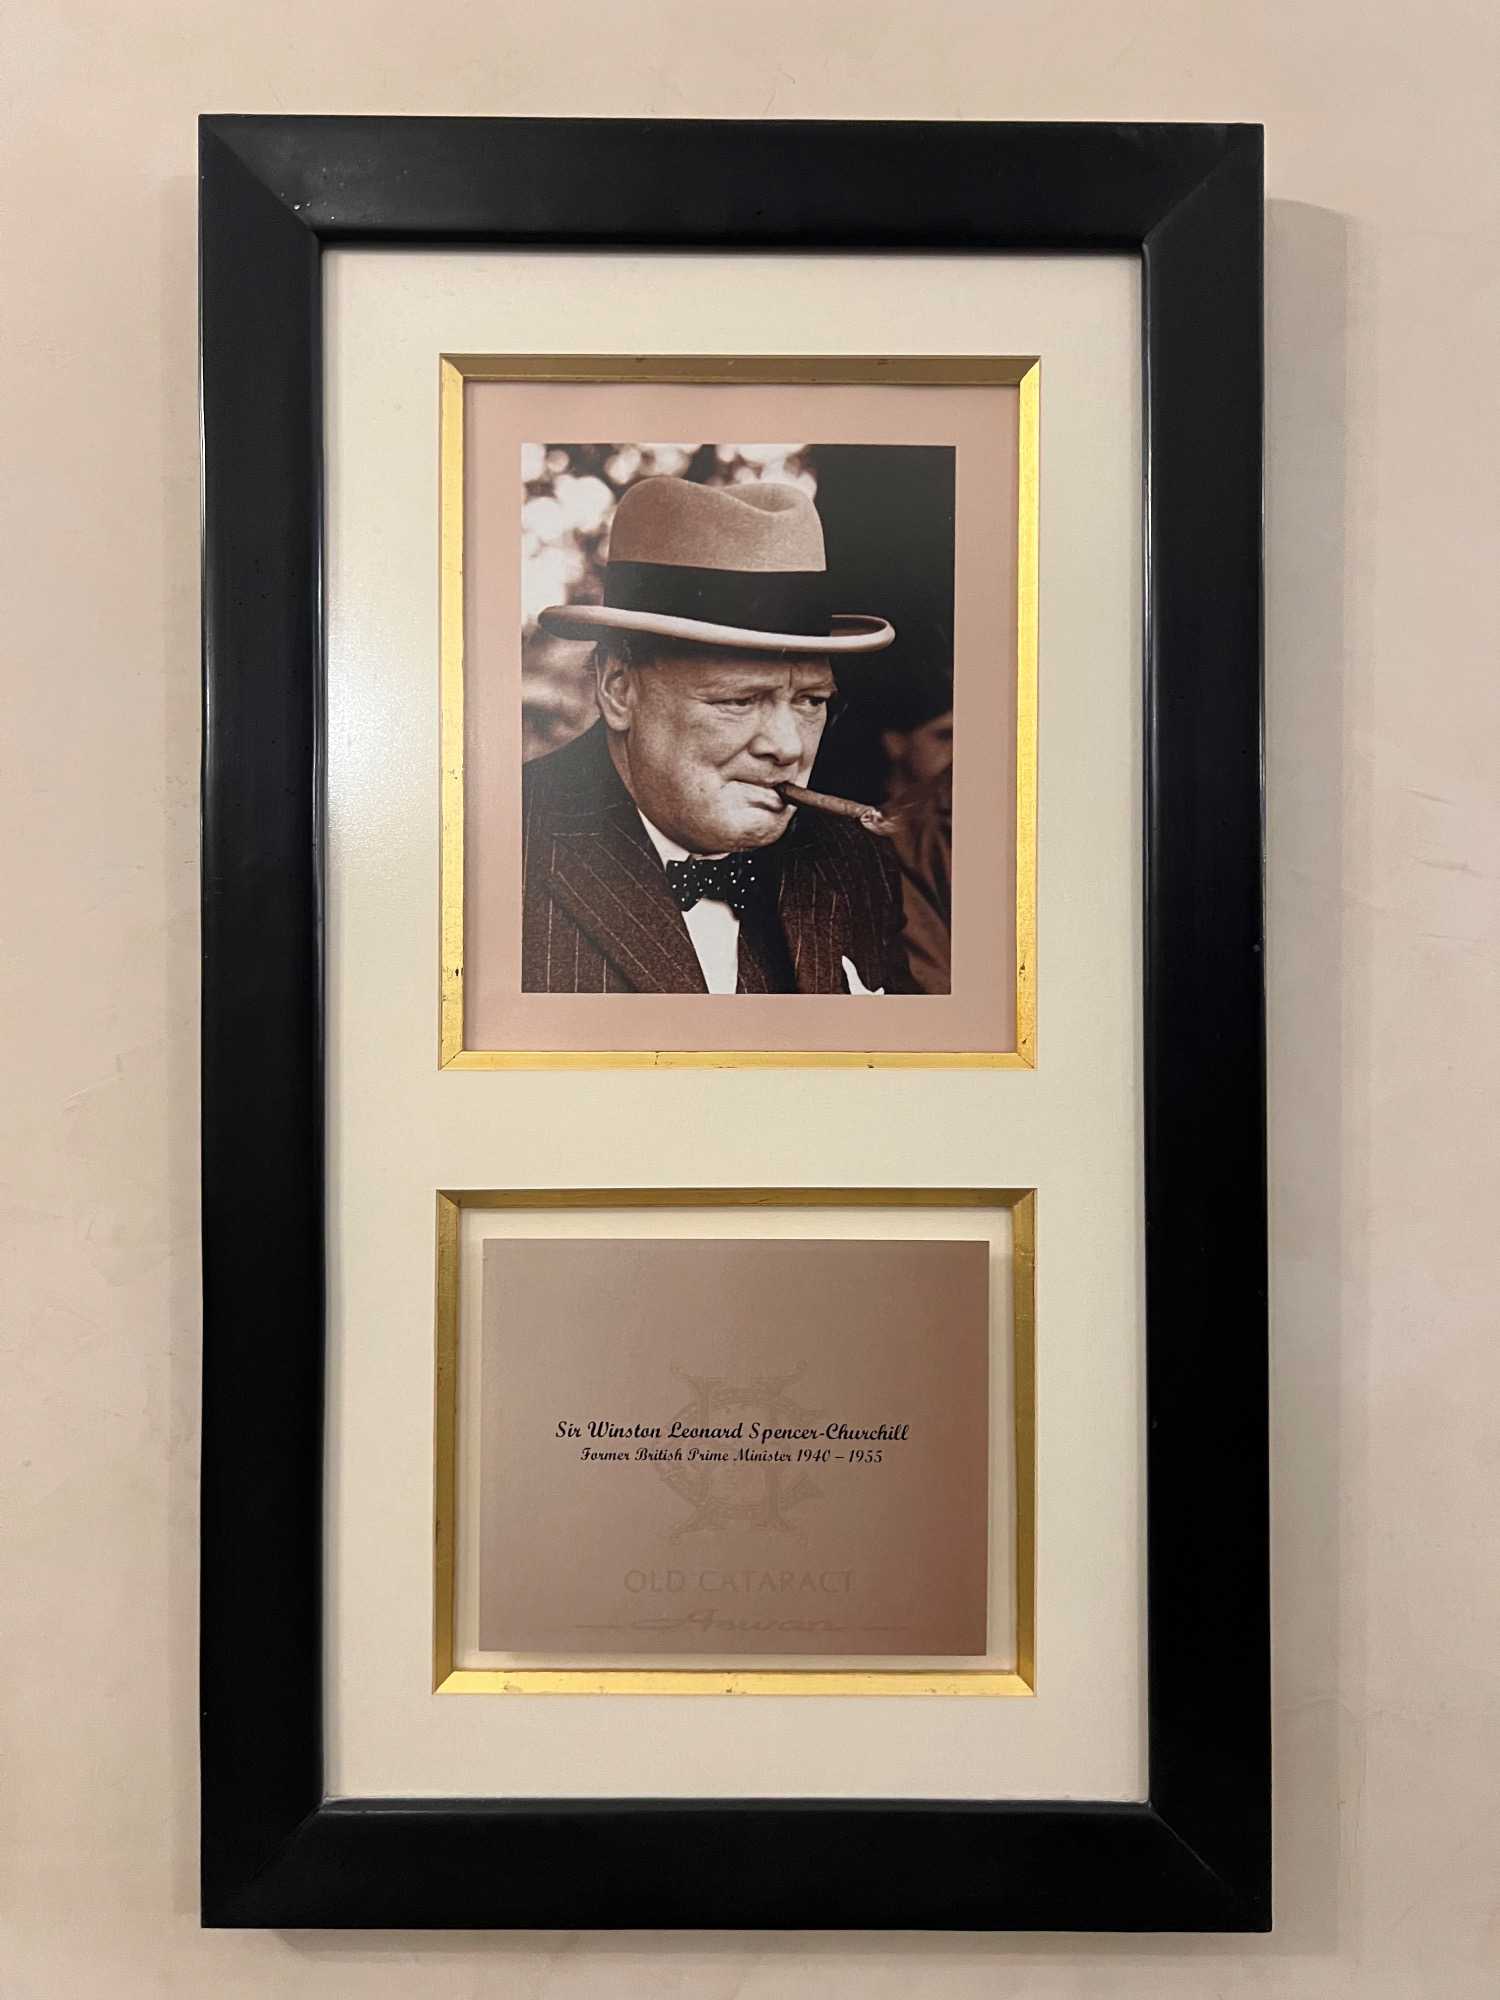 Sir Winston Leonard Spencer-Churchill
Former British Prime Minister 1940 – 1955
OLD CATARACT
Aswan